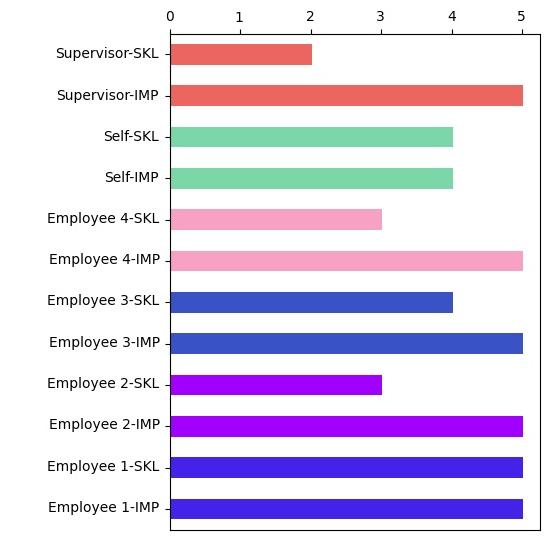 0 1 2 3 4 5
Supervisor-SKL
Supervisor-IMP
Self-SKL
Self-IMP
Employee 4-SKL
Employee 4-IMP
Employee 3-SKL
Employee 3-IMP
Employee 2-SKL
Employee 2-IMP
Employee 1-SKL
Employee 1-IMP